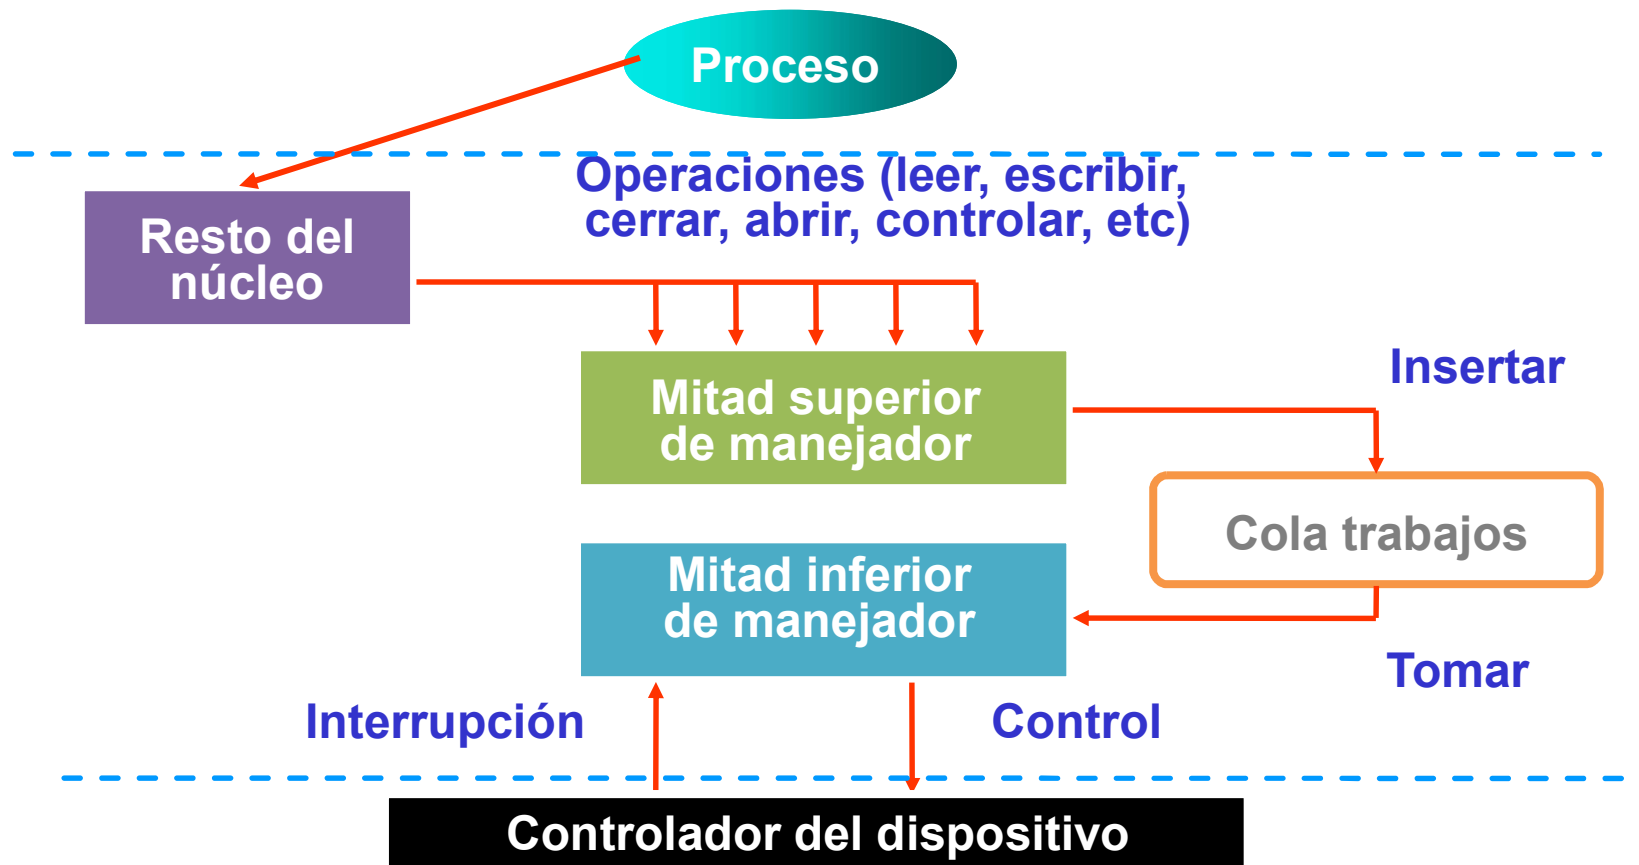 Proceso
Operaciones (leer, escribir,
cerrar, abrir, controlar, etc)
Resto del
núcleo
Insertar
Mitad superior
de manejador
Cola trabajos
Mitad inferior
de manejador
Tomar
Interrupción
Control
Controlador del dispositivo